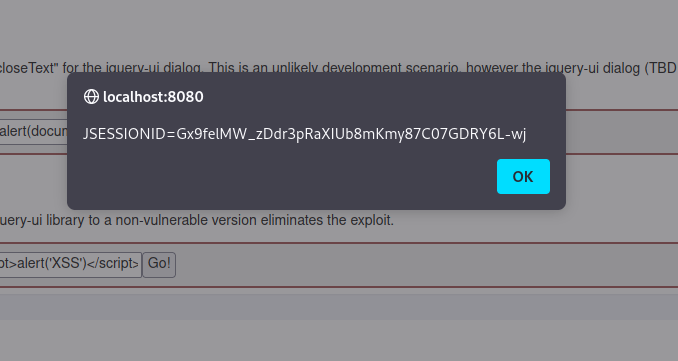 closeText" for the jquery-ui dialog. This is an unlikely development scenario, however the jquery-ui dialog (TBD
localhost:8080
alert(docum
JSESSIONID=Gx9felMW_zDdr3pRaXIUb8mKmy87C07GDRY6L-wj
OK
query-ui library to a non-vulnerable version eliminates the exploit.
pt>alert('XSS')</script> Go!